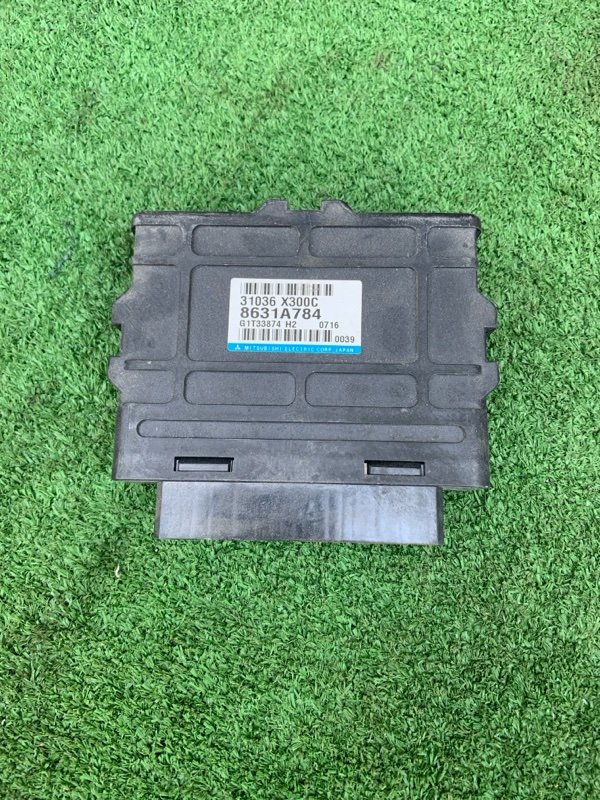 31036 X300C
8631A784
G1T33874 H2 0716
0039
MITSUBISHI ELECTRIC CORP. JAPAN